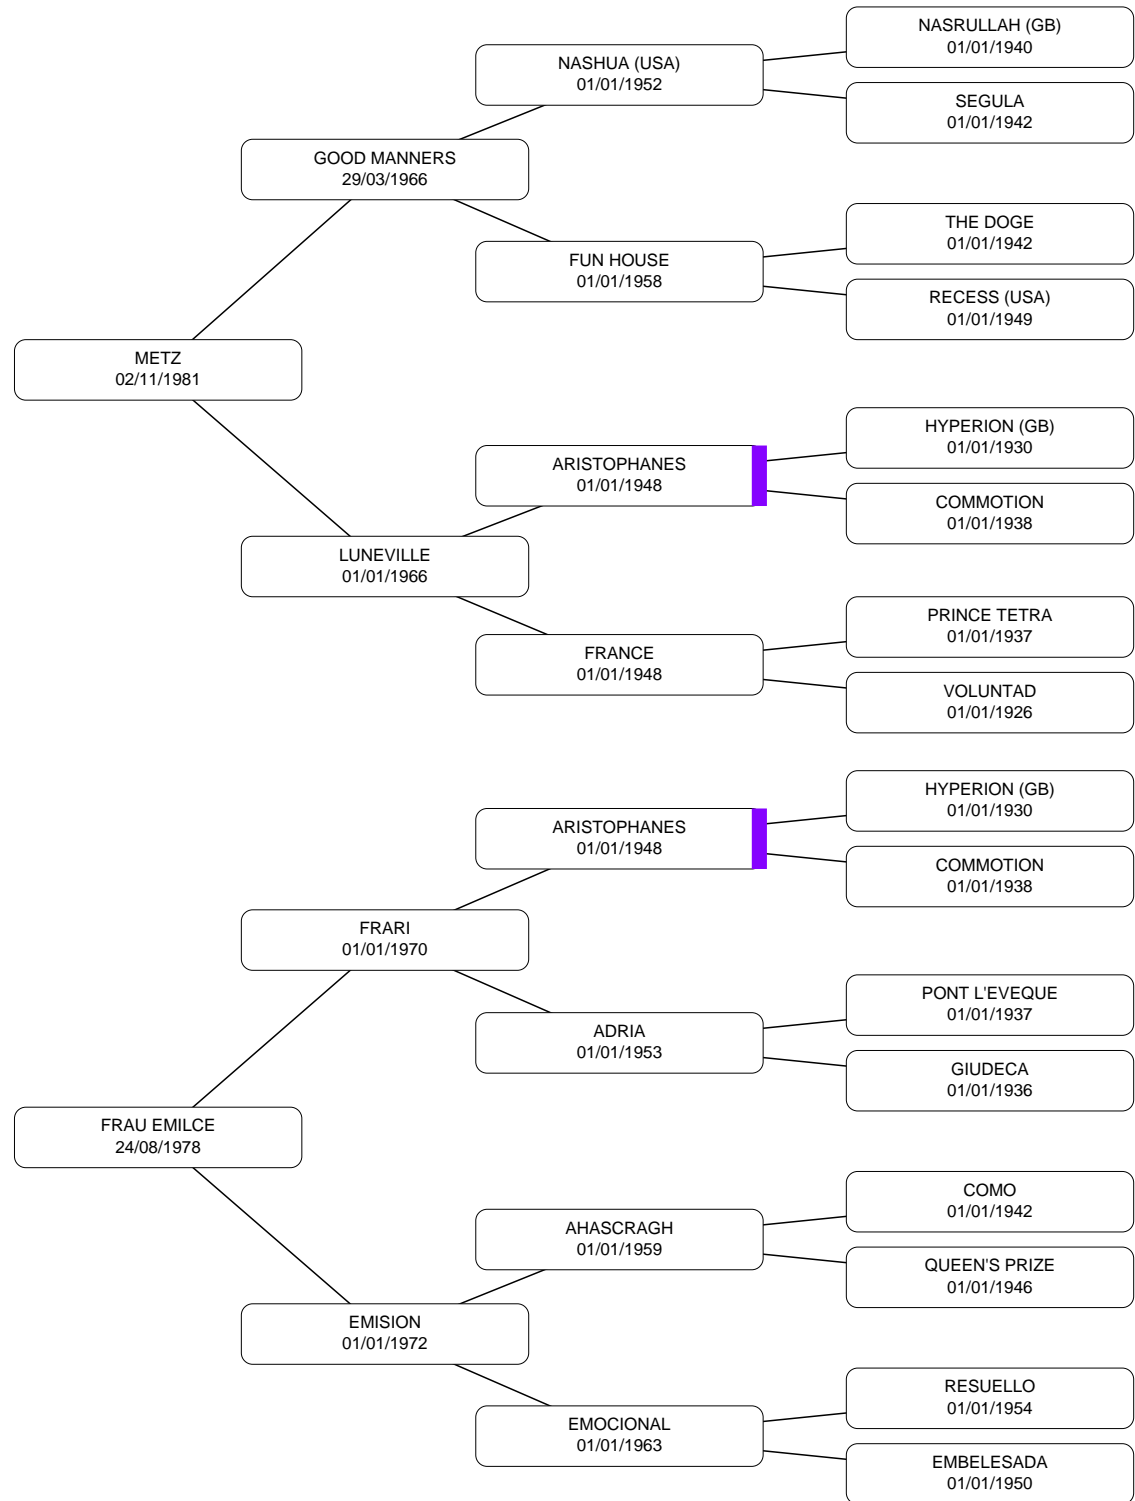 NASRULLAH (GB)
01/01/1940
NASHUA (USA)
01/01/1952
SEGULA
01/01/1942
GOOD MANNERS
29/03/1966
THE DOGE
01/01/1942
FUN HOUSE
01/01/1958
RECESS (USA)
01/01/1949
METZ
02/11/1981
HYPERION (GB)
01/01/1930
ARISTOPHANES
01/01/1948
COMMOTION
01/01/1938
LUNEVILLE
01/01/1966
PRINCE TETRA
01/01/1937
FRANCE
01/01/1948
VOLUNTAD
01/01/1926
HYPERION (GB)
01/01/1930
ARISTOPHANES
01/01/1948
COMMOTION
01/01/1938
FRARI
01/01/1970
PONT L'EVEQUE
01/01/1937
ADRIA
01/01/1953
GIUDECA
01/01/1936
FRAU EMILCE
24/08/1978
COMO
01/01/1942
AHASCRAGH
01/01/1959
QUEEN'S PRIZE
01/01/1946
EMISION
01/01/1972
RESUELLO
01/01/1954
EMOCIONAL
01/01/1963
EMBELESADA
01/01/1950